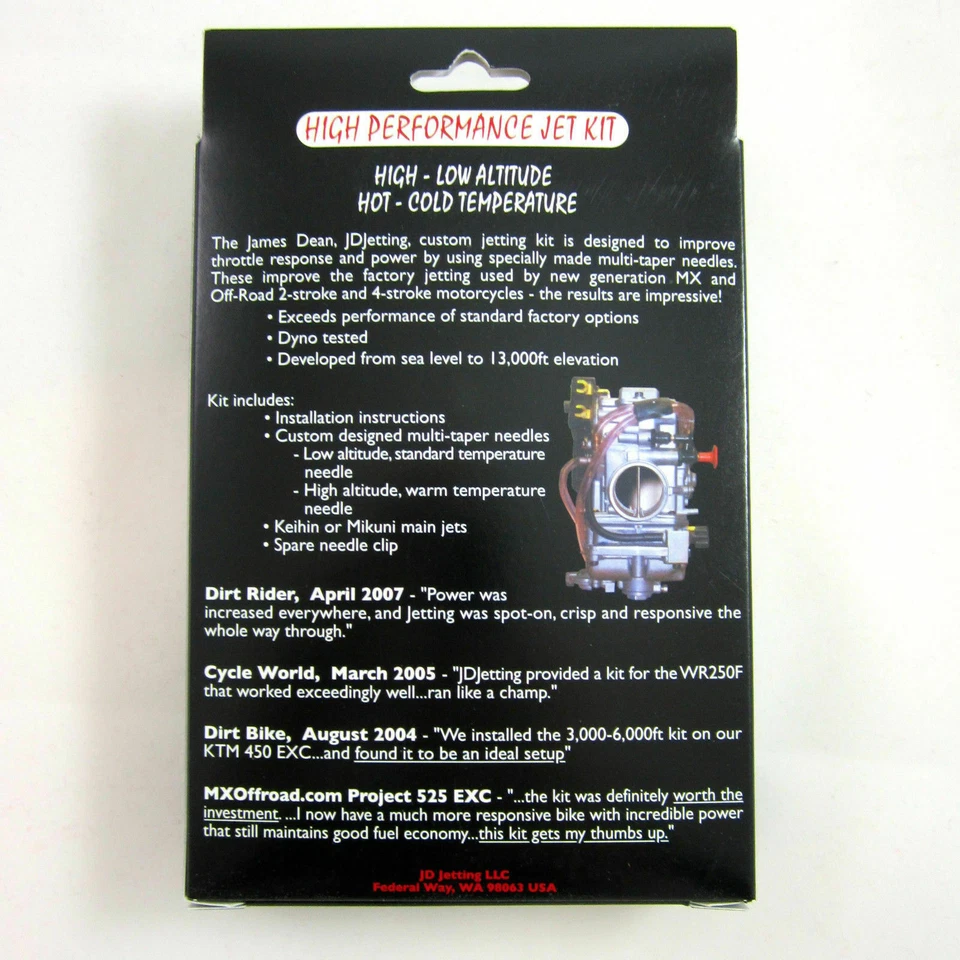 HIGH PERFORMANCE JET KIT
HIGH - LOW ALTITUDE
HOT - COLD TEMPERATURE
The James Dean, JDJetting, custom jetting kit is designed to improve
throttle response and power by using specially made multi-taper needles.
These improve the factory jetting used by new generation MX and
Off-Road 2-stroke and 4-stroke motorcycles - the results are impressive!
• Exceeds performance of standard factory options
• Dyno tested
• Developed from sea level to 13,000ft elevation
Kit includes:
• Installation instructions
• Custom designed multi-taper needles
- Low altitude, standard temperature
needle
- High altitude, warm temperature
needle
• Keihin or Mikuni main jets
• Spare needle clip
Dirt Rider, April 2007 - "Power was
increased everywhere, and Jetting was spot-on, crisp and responsive the
whole way through."
Cycle World, March 2005 - "JDJetting provided a kit for the WR250F
that worked exceedingly well...ran like a champ."
Dirt Bike, August 2004 - "We installed the 3,000-6,000ft kit on our
KTM 450 EXC...and found it to be an ideal setup"
MXOffroad.com Project 525 EXC - "...the kit was definitely worth the
investment. ...I now have a much more responsive bike with incredible power
that still maintains good fuel economy...this kit gets my thumbs up."
JD Jetting LLC
Federal Way, WA 98063 USA